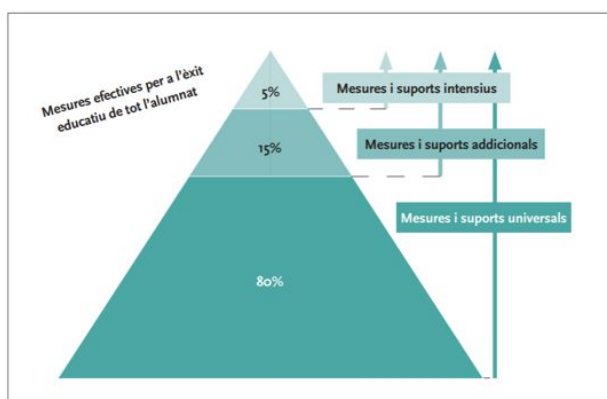 Mesures efectives per a l'èxit
educatiu de tot l'alumnat
5%
Mesures i suports intensius
15%
Mesures i suports addicionals
Mesures i suports universals
80%